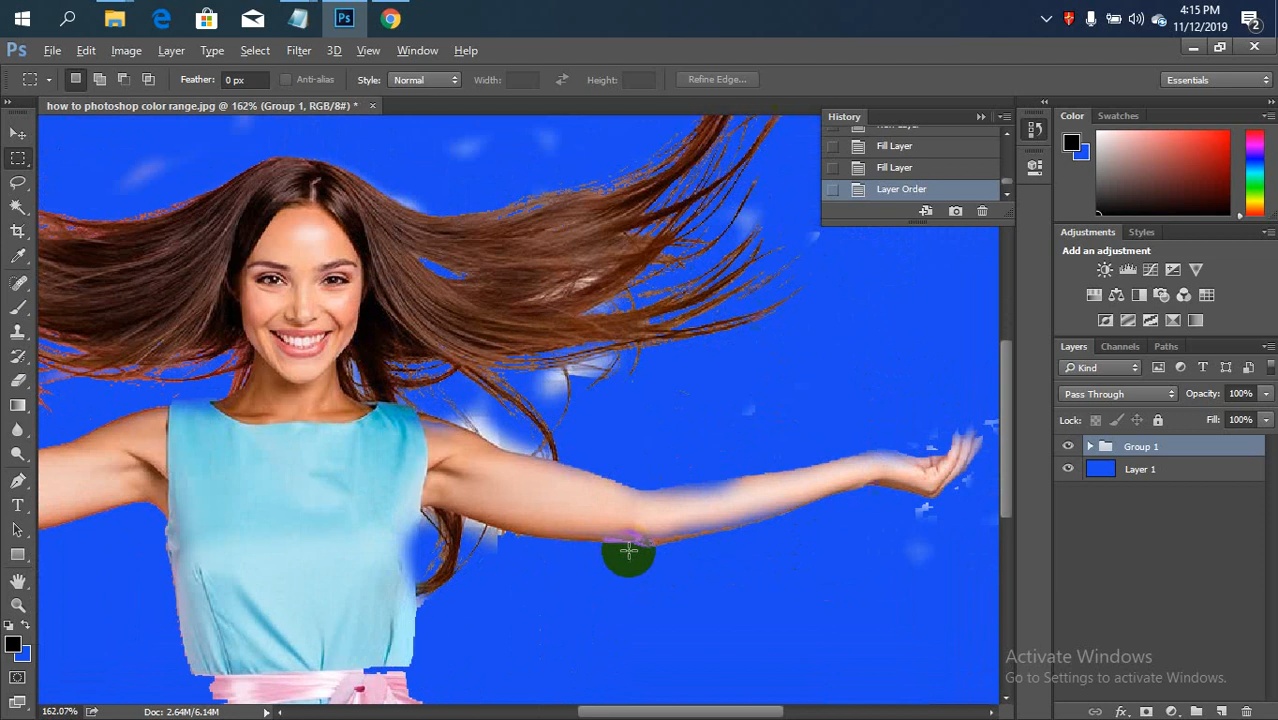 Ps
4:15 PM
11/12/2019
2
Ps File Edit Image Layer Type Select Filter 3D View Window Help
Feather: 0 px Anti-alias Style: Normal Width: Height: Refine Edge... Essentials
how to photoshop color range.jpg @ 162% (Group 1, RGB/8#) * ×
History
Fill Layer
Fill Layer
Layer Order
Color Swatches
Adjustments Styles
Add an adjustment
Layers Channels Paths
Kind
Pass Through Opacity: 100%
Lock: Fill: 100%
Group 1
Layer 1
Activate Windows
Go to Settings to activate Windows.
162.07% Doc: 2.64M/6.14M